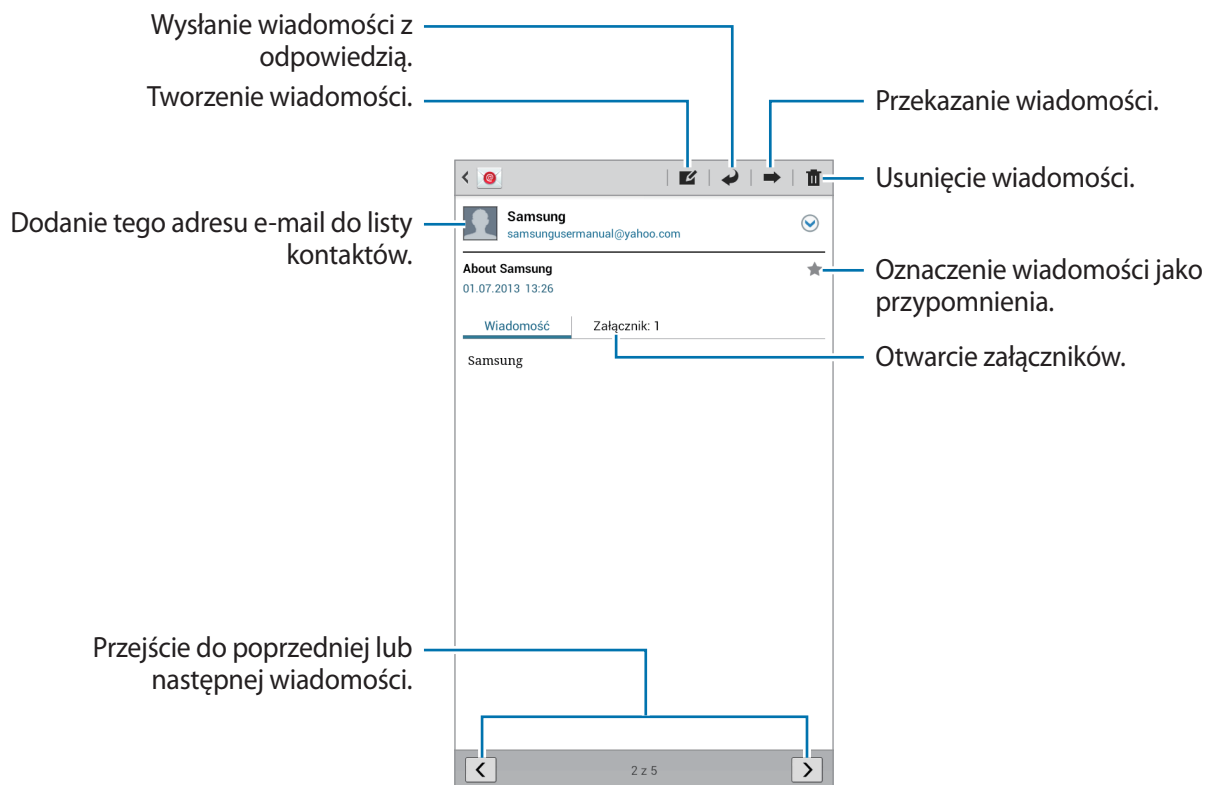 Wysłanie wiadomości z
odpowiedzią.
Tworzenie wiadomości.
Przekazanie wiadomości.
Usunięcie wiadomości.
Dodanie tego adresu e-mail do listy
kontaktów.
Samsung
samsungusermanual@yahoo.com
About Samsung
01.07.2013 13:26
Oznaczenie wiadomości jako
przypomnienia.
Wiadomość
Załącznik: 1
Otwarcie załączników.
Samsung
Przejście do poprzedniej lub
następnej wiadomości.
2 z 5